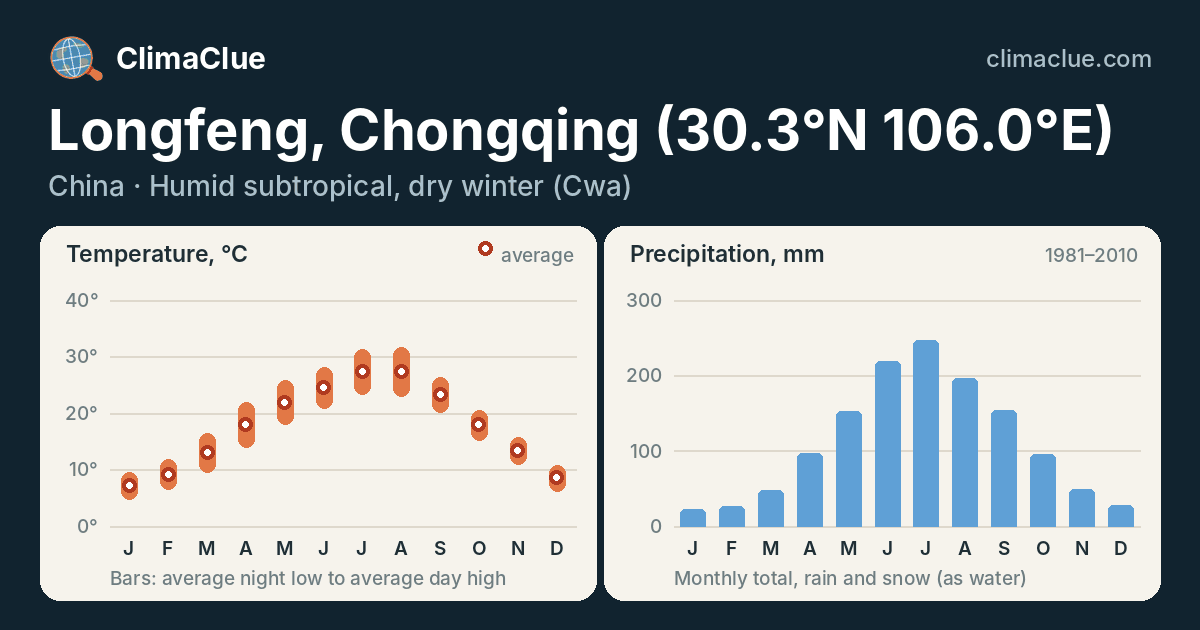 ClimaClue
climaclue.com
Longfeng, Chongqing (30.3°N 106.0°E)
China · Humid subtropical, dry winter (Cwa)
Temperature, °C
average
40°
30°
20°
10°
0°
J F M A M J J A S O N D
Bars: average night low to average day high
Precipitation, mm
1981–2010
300
200
100
0
J F M A M J J A S O N D
Monthly total, rain and snow (as water)